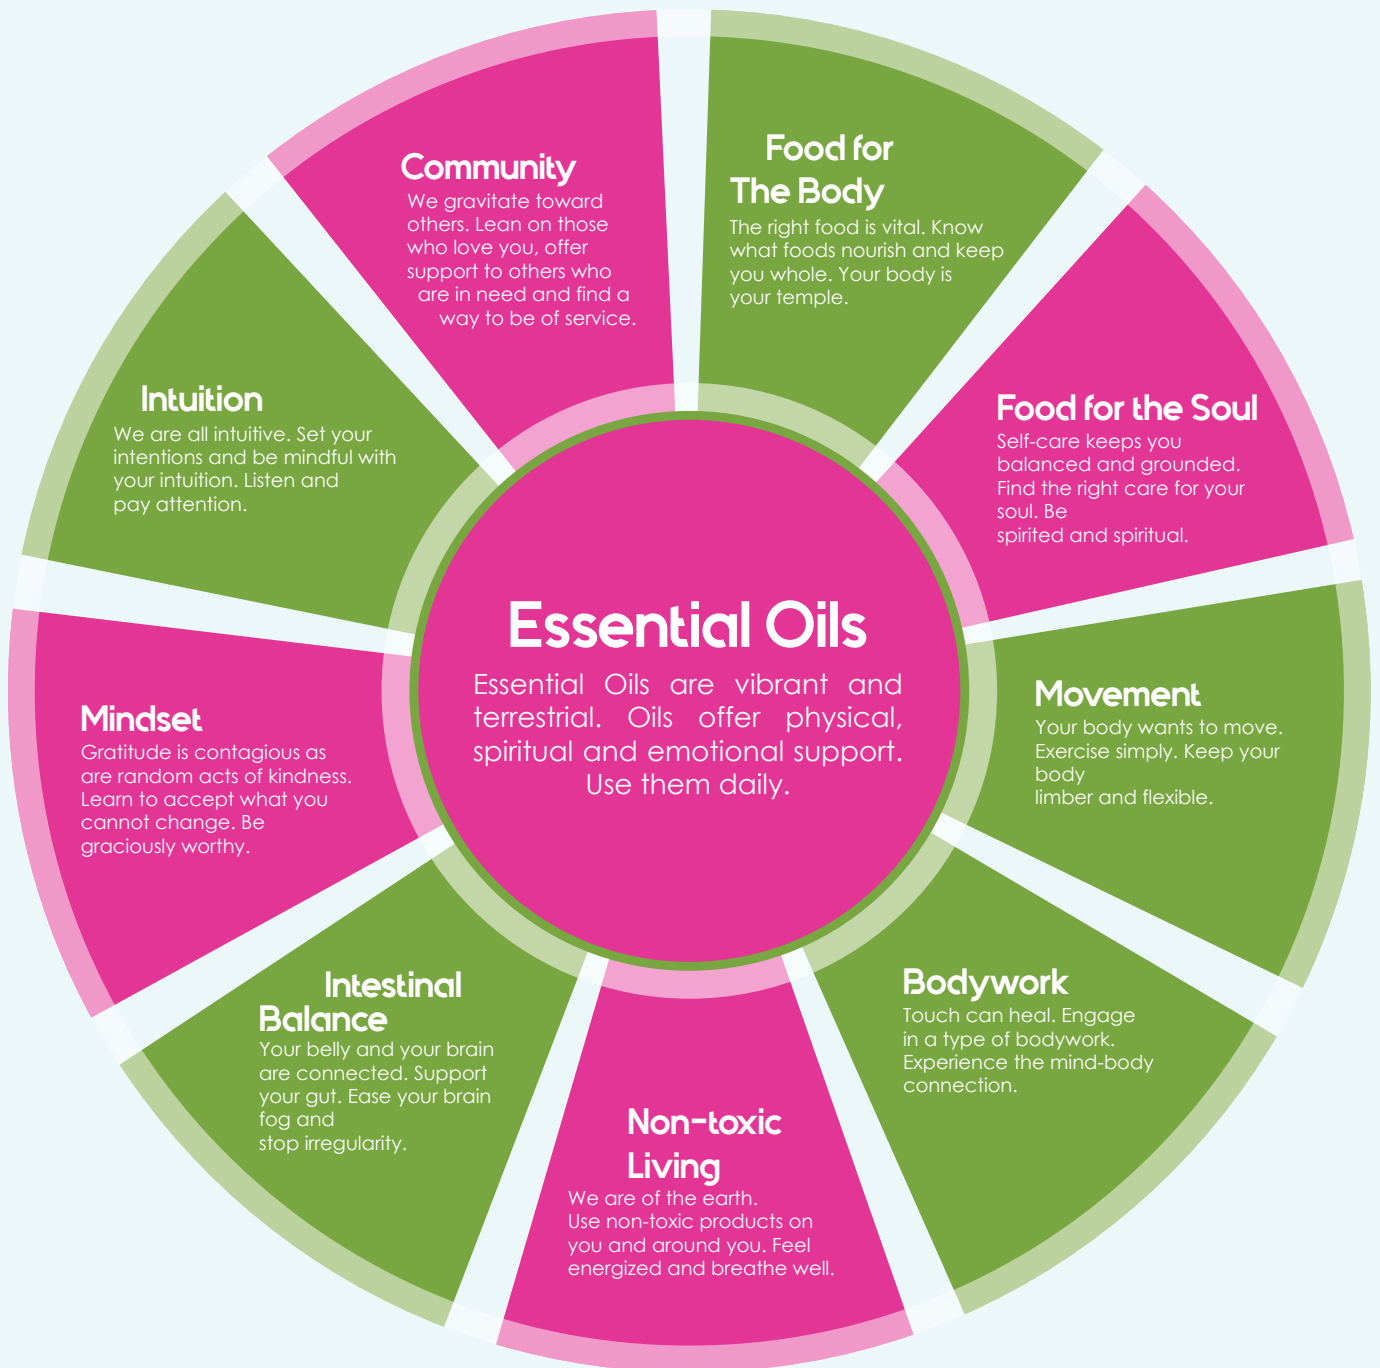 Community
We gravitate toward
others. Lean on those
who love you, offer
support to others who
are in need and find a
way to be of service.
Food for
The Body
The right food is vital. Know
what foods nourish and keep
you whole. Your body is
your temple.
Food for the Soul
Self-care keeps you
balanced and grounded.
Find the right care for your
soul. Be
spirited and spiritual.
Movement
Your body wants to move.
Exercise simply. Keep your
body
limber and flexible.
Bodywork
Touch can heal. Engage
in a type of bodywork.
Experience the mind-body
connection.
Non-toxic
Living
We are of the earth.
Use non-toxic products on
you and around you. Feel
energized and breathe well.
Intestinal
Balance
Your belly and your brain
are connected. Support
your gut. Ease your brain
fog and
stop irregularity.
Mindset
Gratitude is contagious as
are random acts of kindness.
Learn to accept what you
cannot change. Be
graciously worthy.
Intuition
We are all intuitive. Set your
intentions and be mindful with
your intuition. Listen and
pay attention.
Essential Oils
Essential Oils are vibrant and
terrestrial. Oils offer physical,
spiritual and emotional support.
Use them daily.